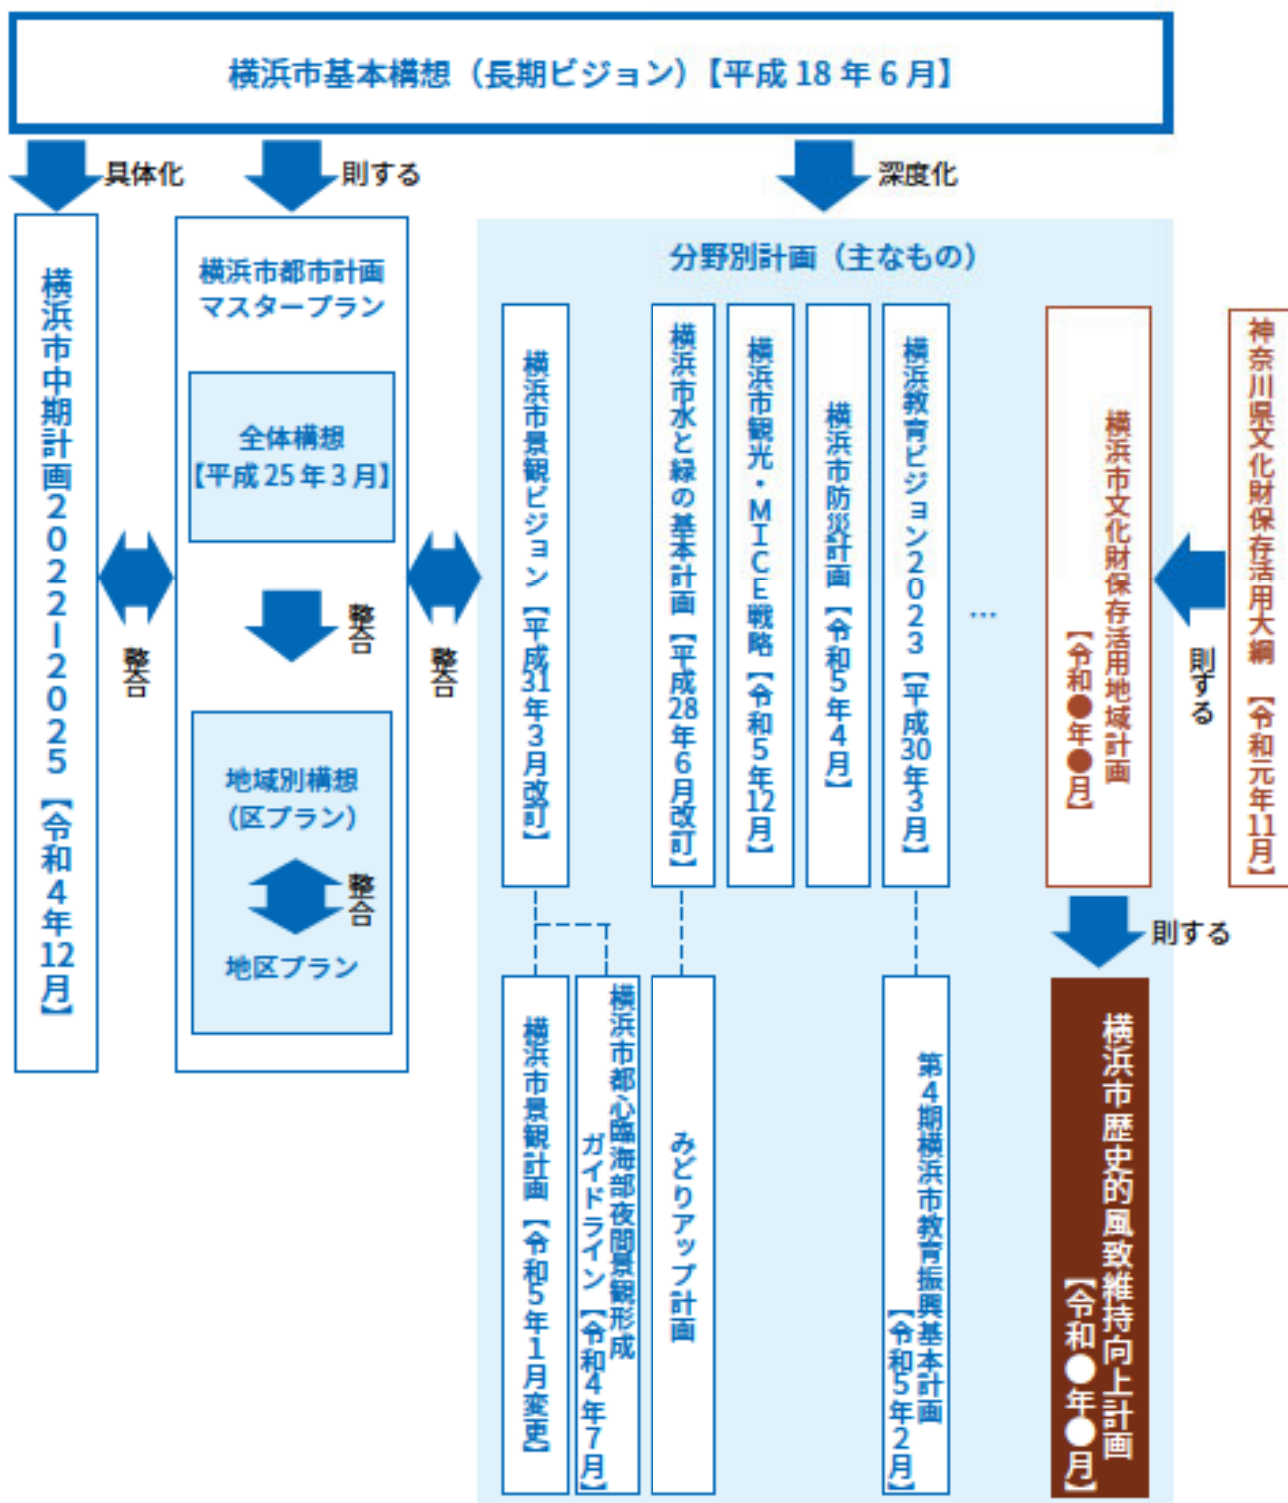 横浜市基本構想（長期ビジョン）【平成 18 年 6 月】
具体化
則する
深度化
横浜市中期計画２０２２ー２０２５ 【令和４年12月】
整合
横浜市都市計画
マスタープラン
全体構想
【平成 25 年 3 月】
整合
地域別構想
（区プラン）
整合
地区プラン
整合
分野別計画（主なもの）
横浜市景観ビジョン【平成31年３月改訂】
横浜市水と緑の基本計画【平成28年６月改訂】
横浜市観光・ＭＩＣＥ戦略【令和５年12月】
横浜市防災計画【令和５年４月】
横浜教育ビジョン２０２３【平成30年３月】
…
横浜市文化財保存活用地域計画
【令和●年●月】
神奈川県文化財保存活用大綱 【令和元年11月】
則する
則する
横浜市景観計画【令和５年１月変更】
横浜市都心臨海部夜間景観形成
ガイドライン【令和４年７月】
みどりアップ計画
第４期横浜市教育振興基本計画
【令和５年２月】
横浜市歴史的風致維持向上計画
【令和●年●月】